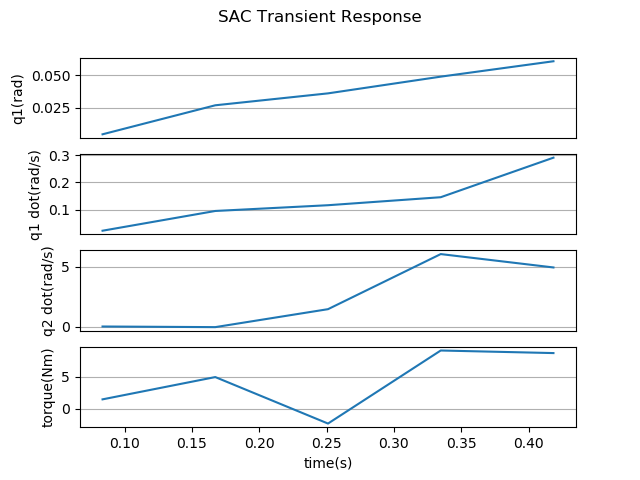 SAC Transient Response
q1(rad)
0.050
0.025
q1 dot(rad/s)
0.3
0.2
0.1
q2 dot(rad/s)
5
0
torque(Nm)
5
0
0.10 0.15 0.20 0.25 0.30 0.35 0.40
time(s)